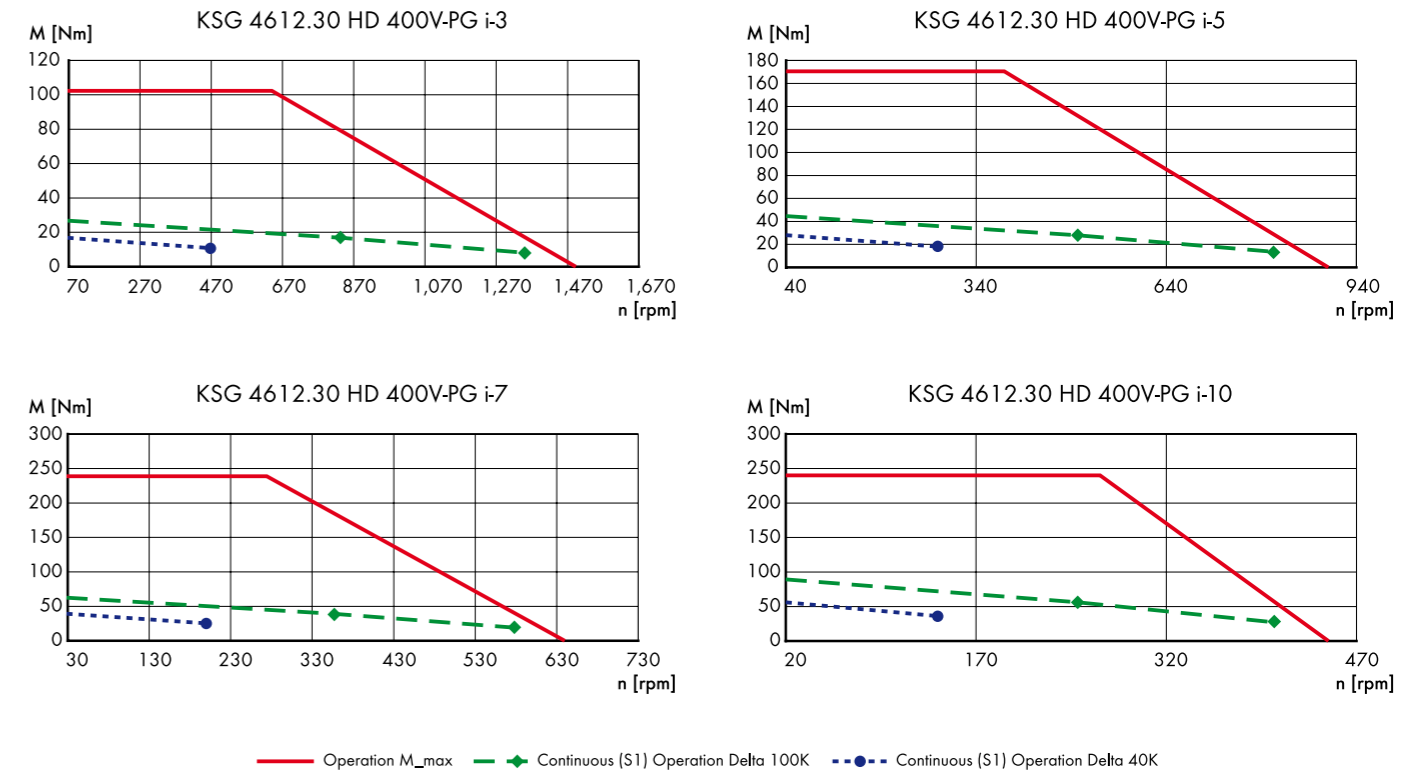 KSG 4612.30 HD 400V-PG i-3
M [Nm]
120
100
80
60
40
20
0
70 270 470 670 870 1,070 1,270 1,470 1,670
n [rpm]
KSG 4612.30 HD 400V-PG i-5
M [Nm]
180
160
140
120
100
80
60
40
20
0
40 340 640 940
n [rpm]
KSG 4612.30 HD 400V-PG i-7
M [Nm]
300
250
200
150
100
50
0
30 130 230 330 430 530 630 730
n [rpm]
KSG 4612.30 HD 400V-PG i-10
M [Nm]
300
250
200
150
100
50
0
20 170 320 470
n [rpm]
Operation M_max Continuous (S1) Operation Delta 100K Continuous (S1) Operation Delta 40K